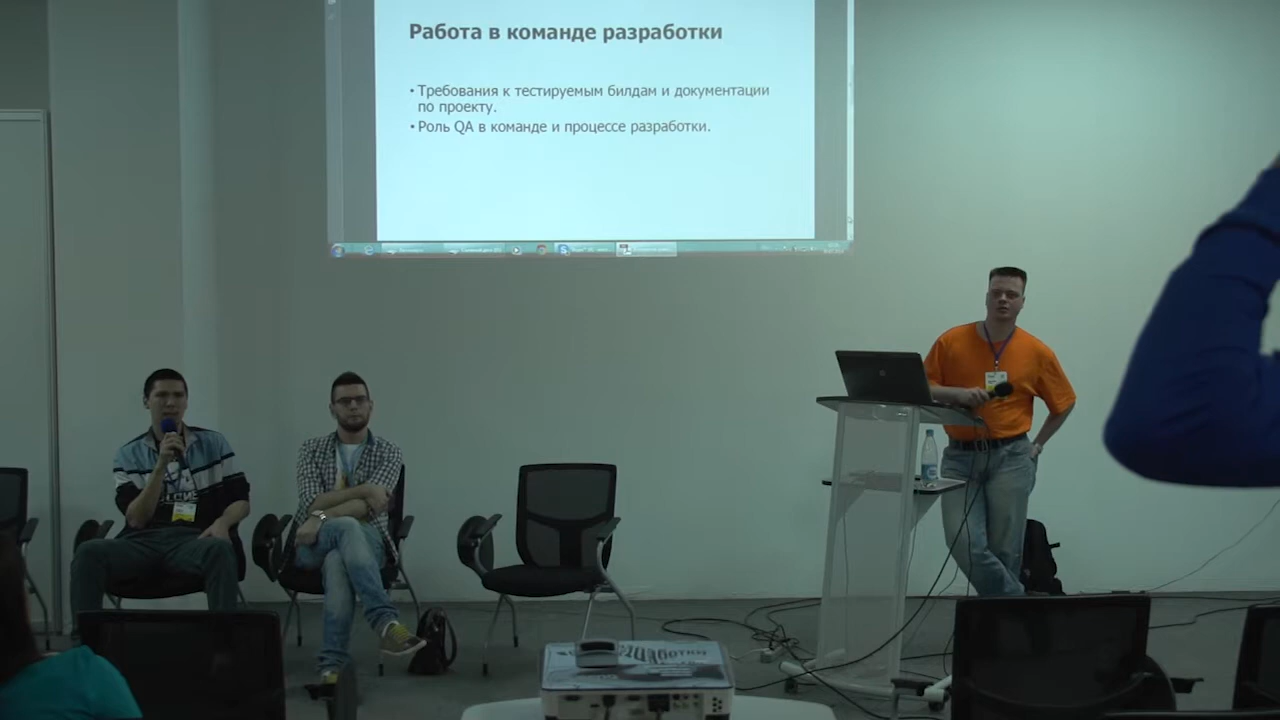 Работа в команде разработки
• Требования к тестируемым билдам и документации
по проекту.
• Роль QA в команде и процессе разработки.